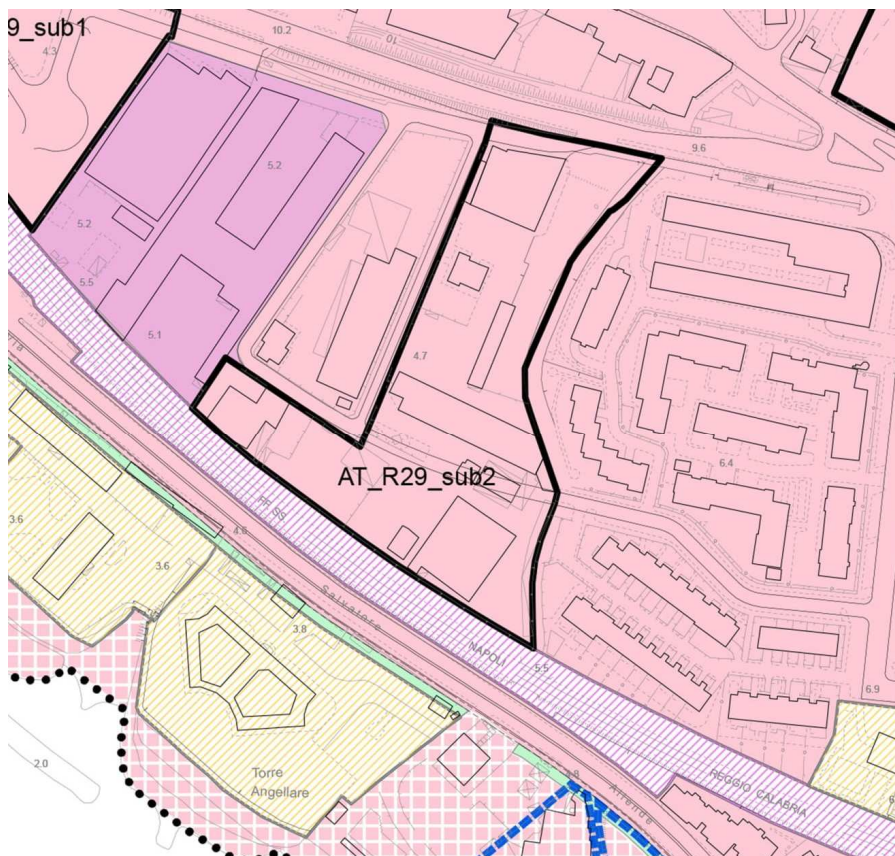 9_sub1
4.3
10.2
10
9.6
5.2
5.2
5.5
5.1
4.7
6.4
AT_R29_sub2
FF SS
4.6
3.6
3.6
Salvatore
3.8
NAPOLI
5.5
6.9
Torre
Angellare
2.0
REGGIO CALABRIA
Allende